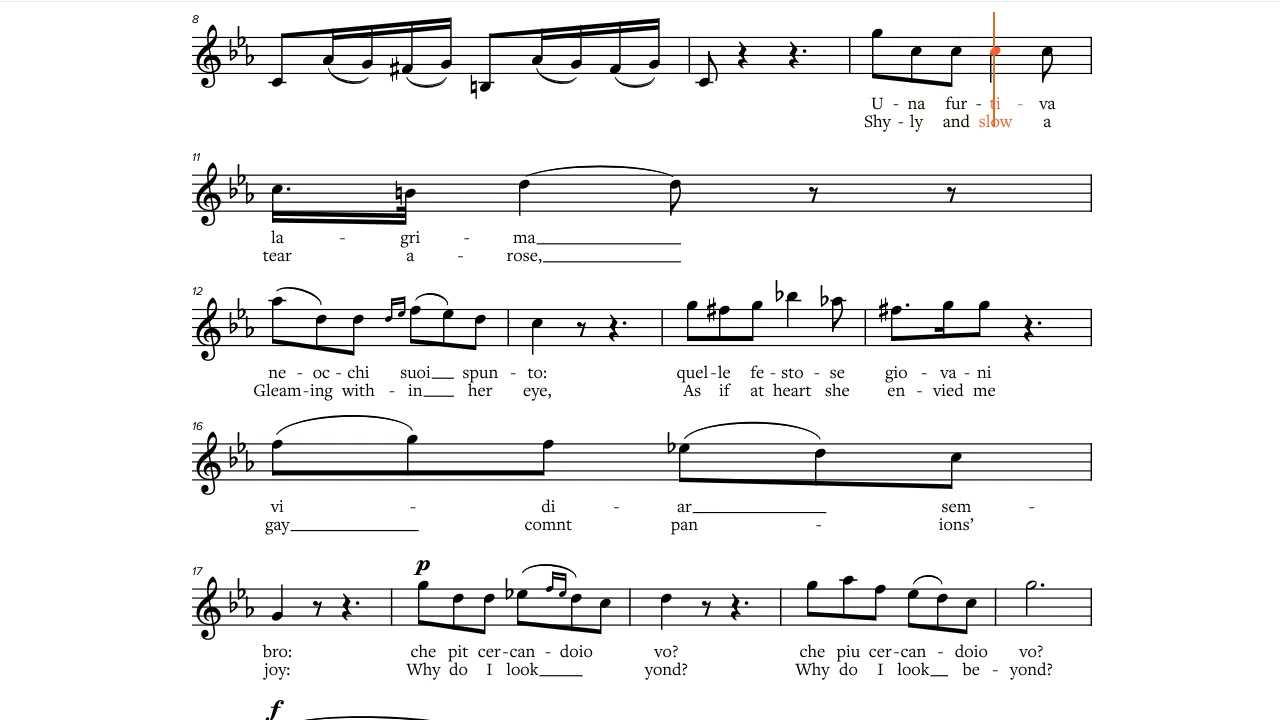 8
U - na fur - ti - va
Shy - ly and slow a
11
la - gri - ma
tear a - rose,
12
ne - oc - chi suoi spun - to: quel - le fe - sto - se gio - va - ni
Gleam - ing with - in her eye, As if at heart she en - vied me
16
vi - di - ar sem -
gay comnt pan - ions’
17
p
bro: che pit cer - can - doio vo? che piu cer - can - doio vo?
joy: Why do I look yond? Why do I look be - yond?
f